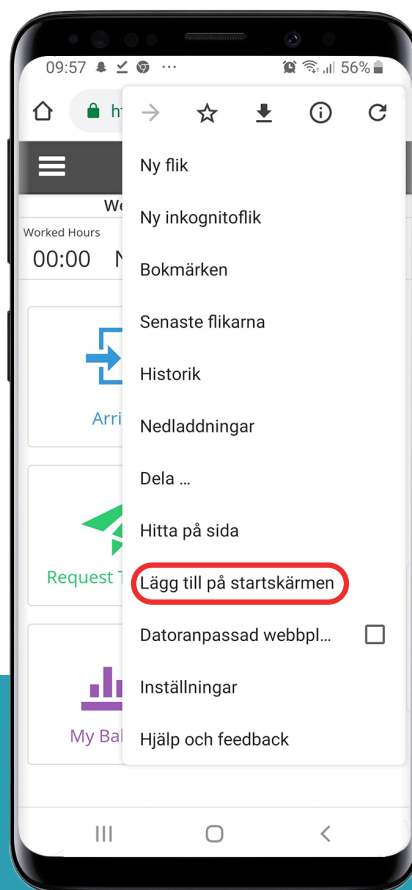 09:57 56%
h
Ny flik
We
Ny inkognitoflik
Worked Hours
00:00 N
Bokmärken
Senaste flikarna
Historik
Arri
Nedladdningar
Dela ...
Hitta på sida
Request T
Lägg till på startskärmen
Datoranpassad webbpl...
Inställningar
My Bal
Hjälp och feedback